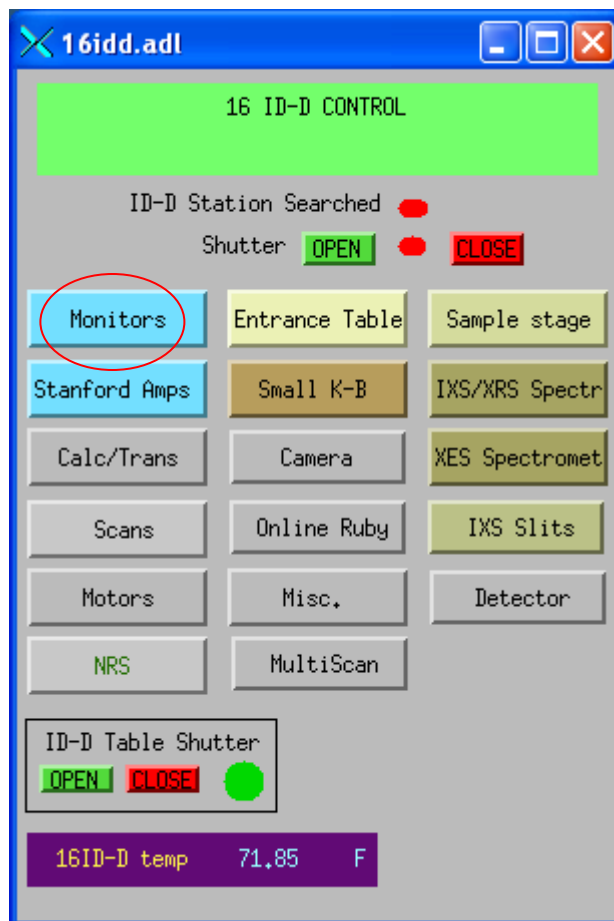 16idd.adl
16 ID-D CONTROL
ID-D Station Searched
Shutter OPEN CLOSE
Monitors Entrance Table Sample stage
Stanford Amps Small K-B IXS/XRS Spectr
Calc/Trans Camera XES Spectromet
Scans Online Ruby IXS Slits
Motors Misc. Detector
NRS MultiScan
ID-D Table Shutter
OPEN CLOSE
16ID-D temp 71.85 F